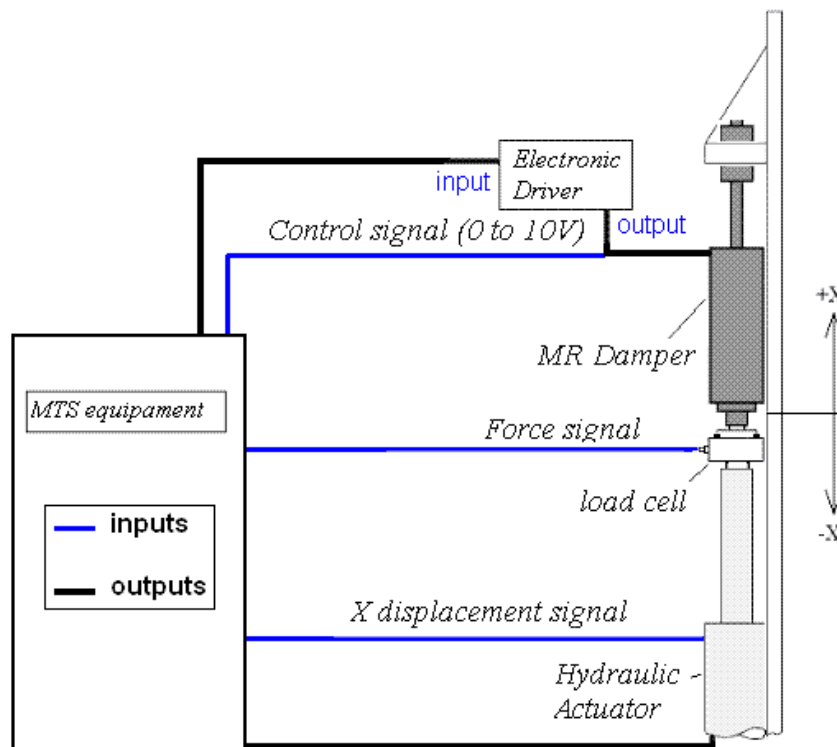 Electronic
Driver
input
output
Control signal (0 to 10V)
+X
MR Damper
MTS equipament
Force signal
load cell
inputs
outputs
-X
X displacement signal
Hydraulic
Actuator